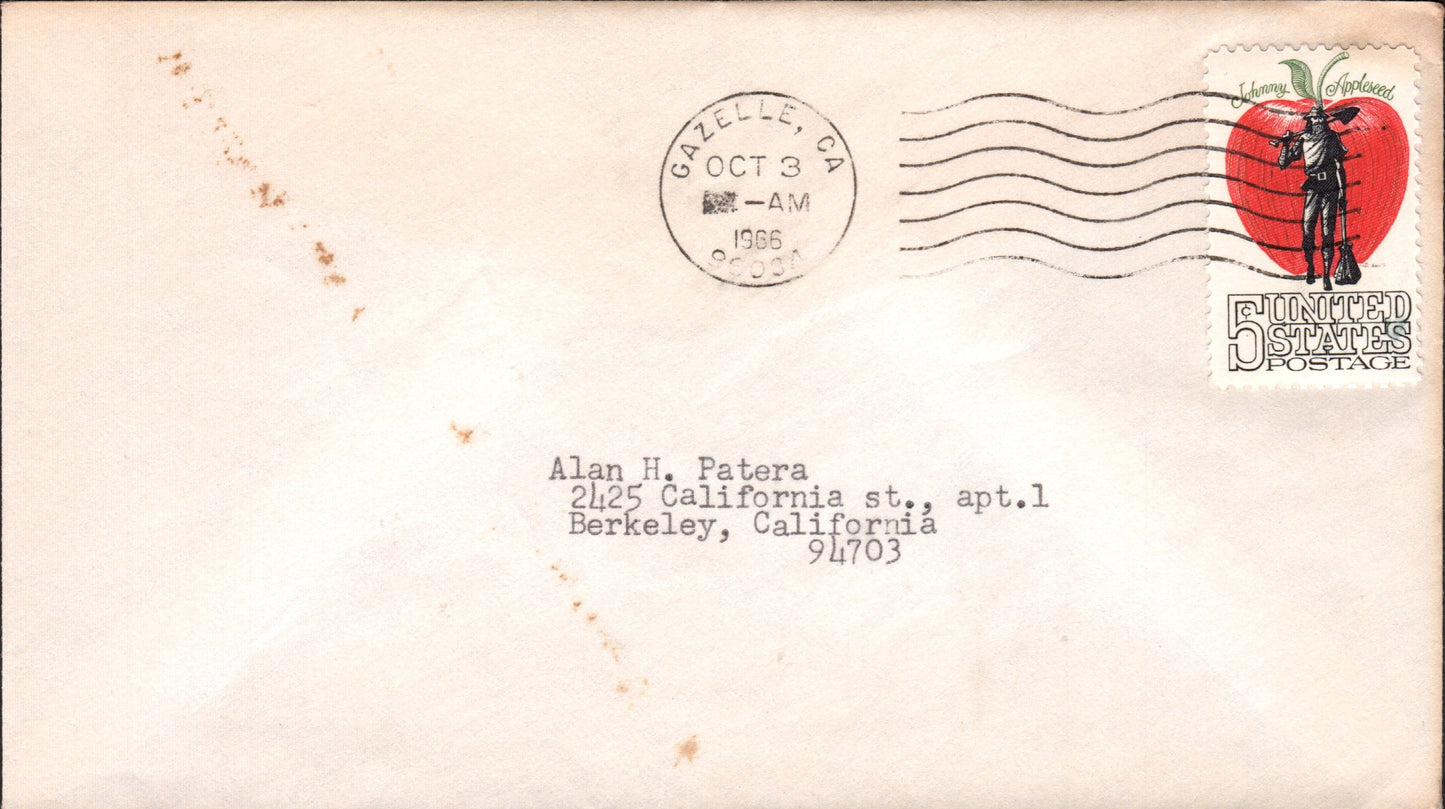 GAZELLE, CA
OCT 3
-AM
1966
Johnny Appleseed
5¢ UNITED
STATES
POSTAGE
Alan H. Patera
2425 California st., apt.1
Berkeley, California
94703